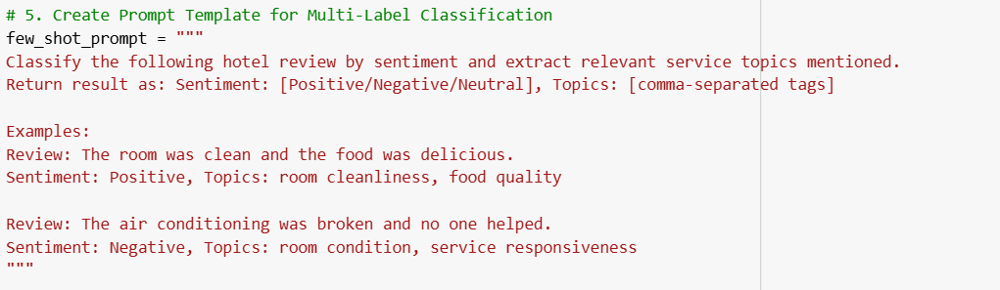 # 5. Create Prompt Template for Multi-Label Classification
few_shot_prompt = """
Classify the following hotel review by sentiment and extract relevant service topics mentioned.
Return result as: Sentiment: [Positive/Negative/Neutral], Topics: [comma-separated tags]
Examples:
Review: The room was clean and the food was delicious.
Sentiment: Positive, Topics: room cleanliness, food quality
Review: The air conditioning was broken and no one helped.
Sentiment: Negative, Topics: room condition, service responsiveness
"""